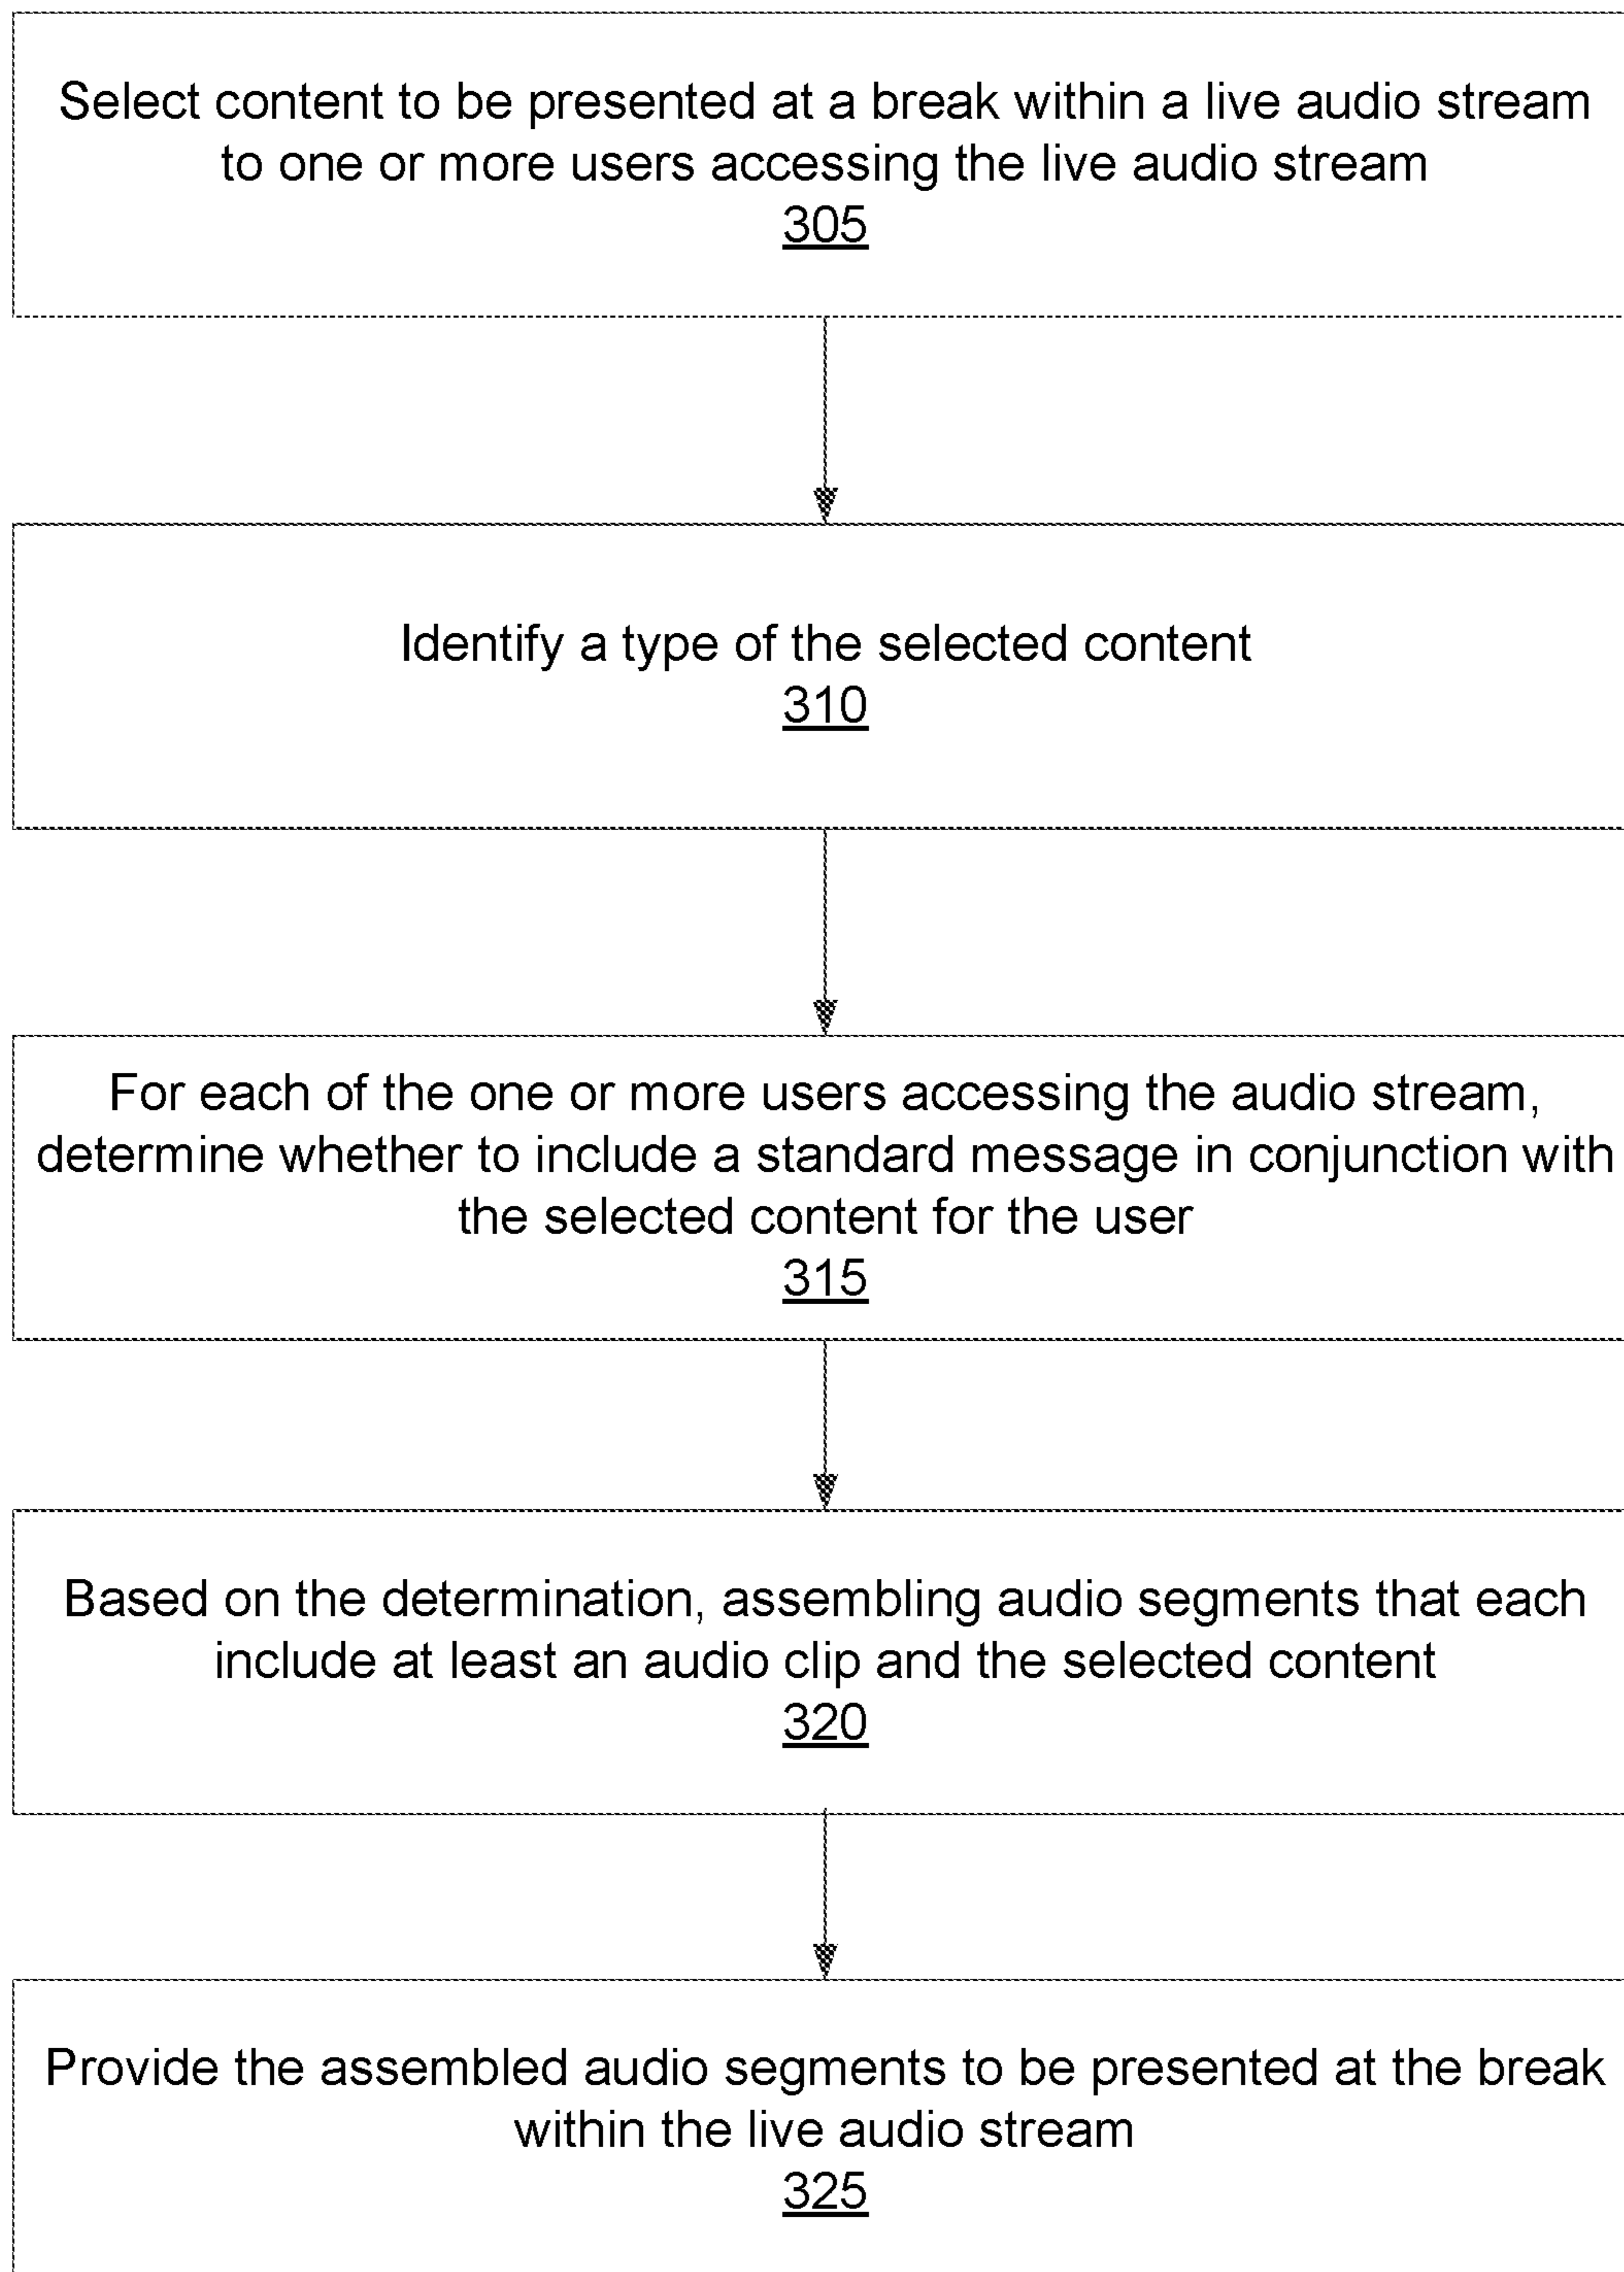 Select content to be presented at a break within a live audio stream
to one or more users accessing the live audio stream
305
Identify a type of the selected content
310
For each of the one or more users accessing the audio stream,
determine whether to include a standard message in conjunction with
the selected content for the user
315
Based on the determination, assembling audio segments that each
include at least an audio clip and the selected content
320
Provide the assembled audio segments to be presented at the break
within the live audio stream
325